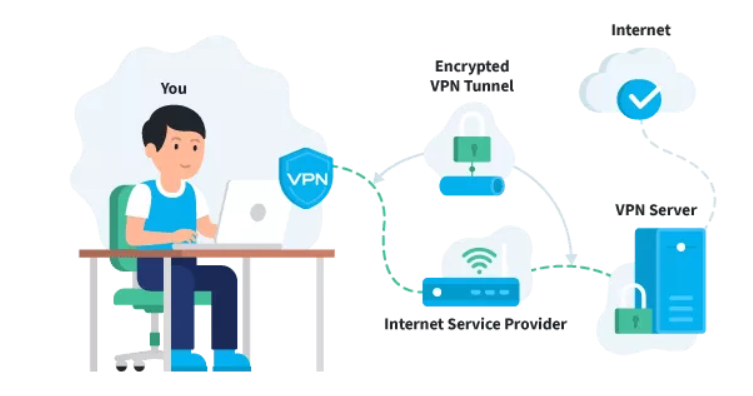 Internet
Encrypted
VPN Tunnel
You
VPN
VPN Server
Internet Service Provider